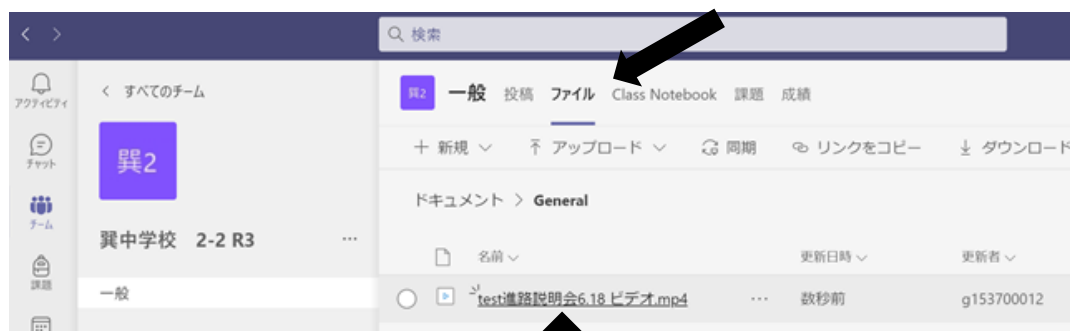 検索
アクティビティ
チャット
チーム
課題
すべてのチーム
巽2
巽中学校 2-2 R3
一般
巽2 一般 投稿 ファイル Class Notebook 課題 成績
新規 アップロード 同期 リンクをコピー ダウンロード
ドキュメント > General
名前 更新日時 更新者
test進路説明会6.18 ビデオ.mp4 ... 数秒前 g153700012